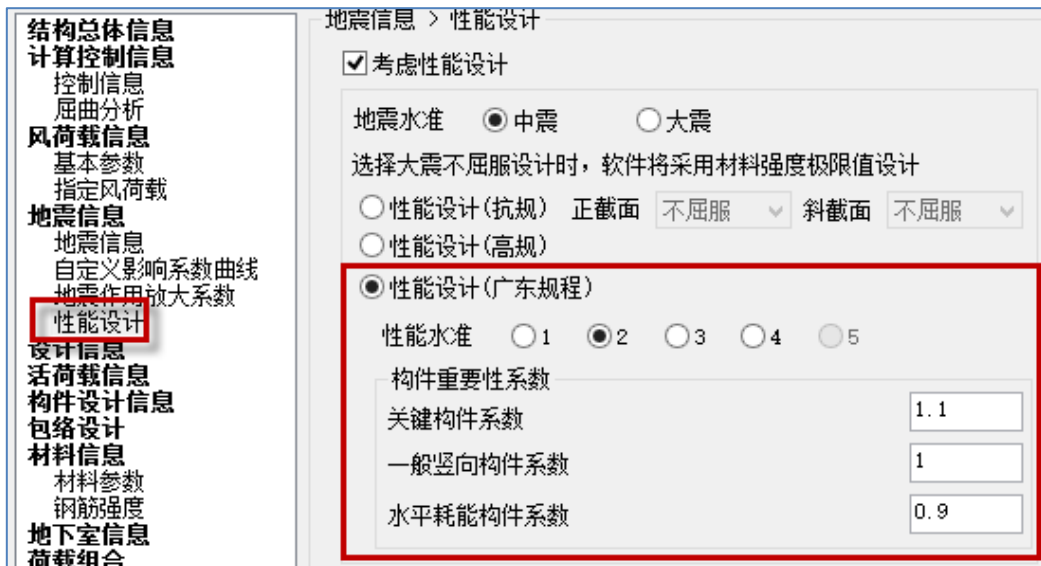 结构总体信息
计算控制信息
控制信息
屈曲分析
风荷载信息
基本参数
指定风荷载
地震信息
地震信息
自定义影响系数曲线
地震作用放大系数
性能设计
设计信息
活荷载信息
构件设计信息
包络设计
材料信息
材料参数
钢筋强度
地下室信息
荷载组合
地震信息 > 性能设计
考虑性能设计
地震水准 中震 大震
选择大震不屈服设计时，软件将采用材料强度极限值设计
性能设计(抗规) 正截面 不屈服 斜截面 不屈服
性能设计(高规)
性能设计(广东规程)
性能水准 1 2 3 4 5
构件重要性系数
关键构件系数 1.1
一般竖向构件系数 1
水平耗能构件系数 0.9